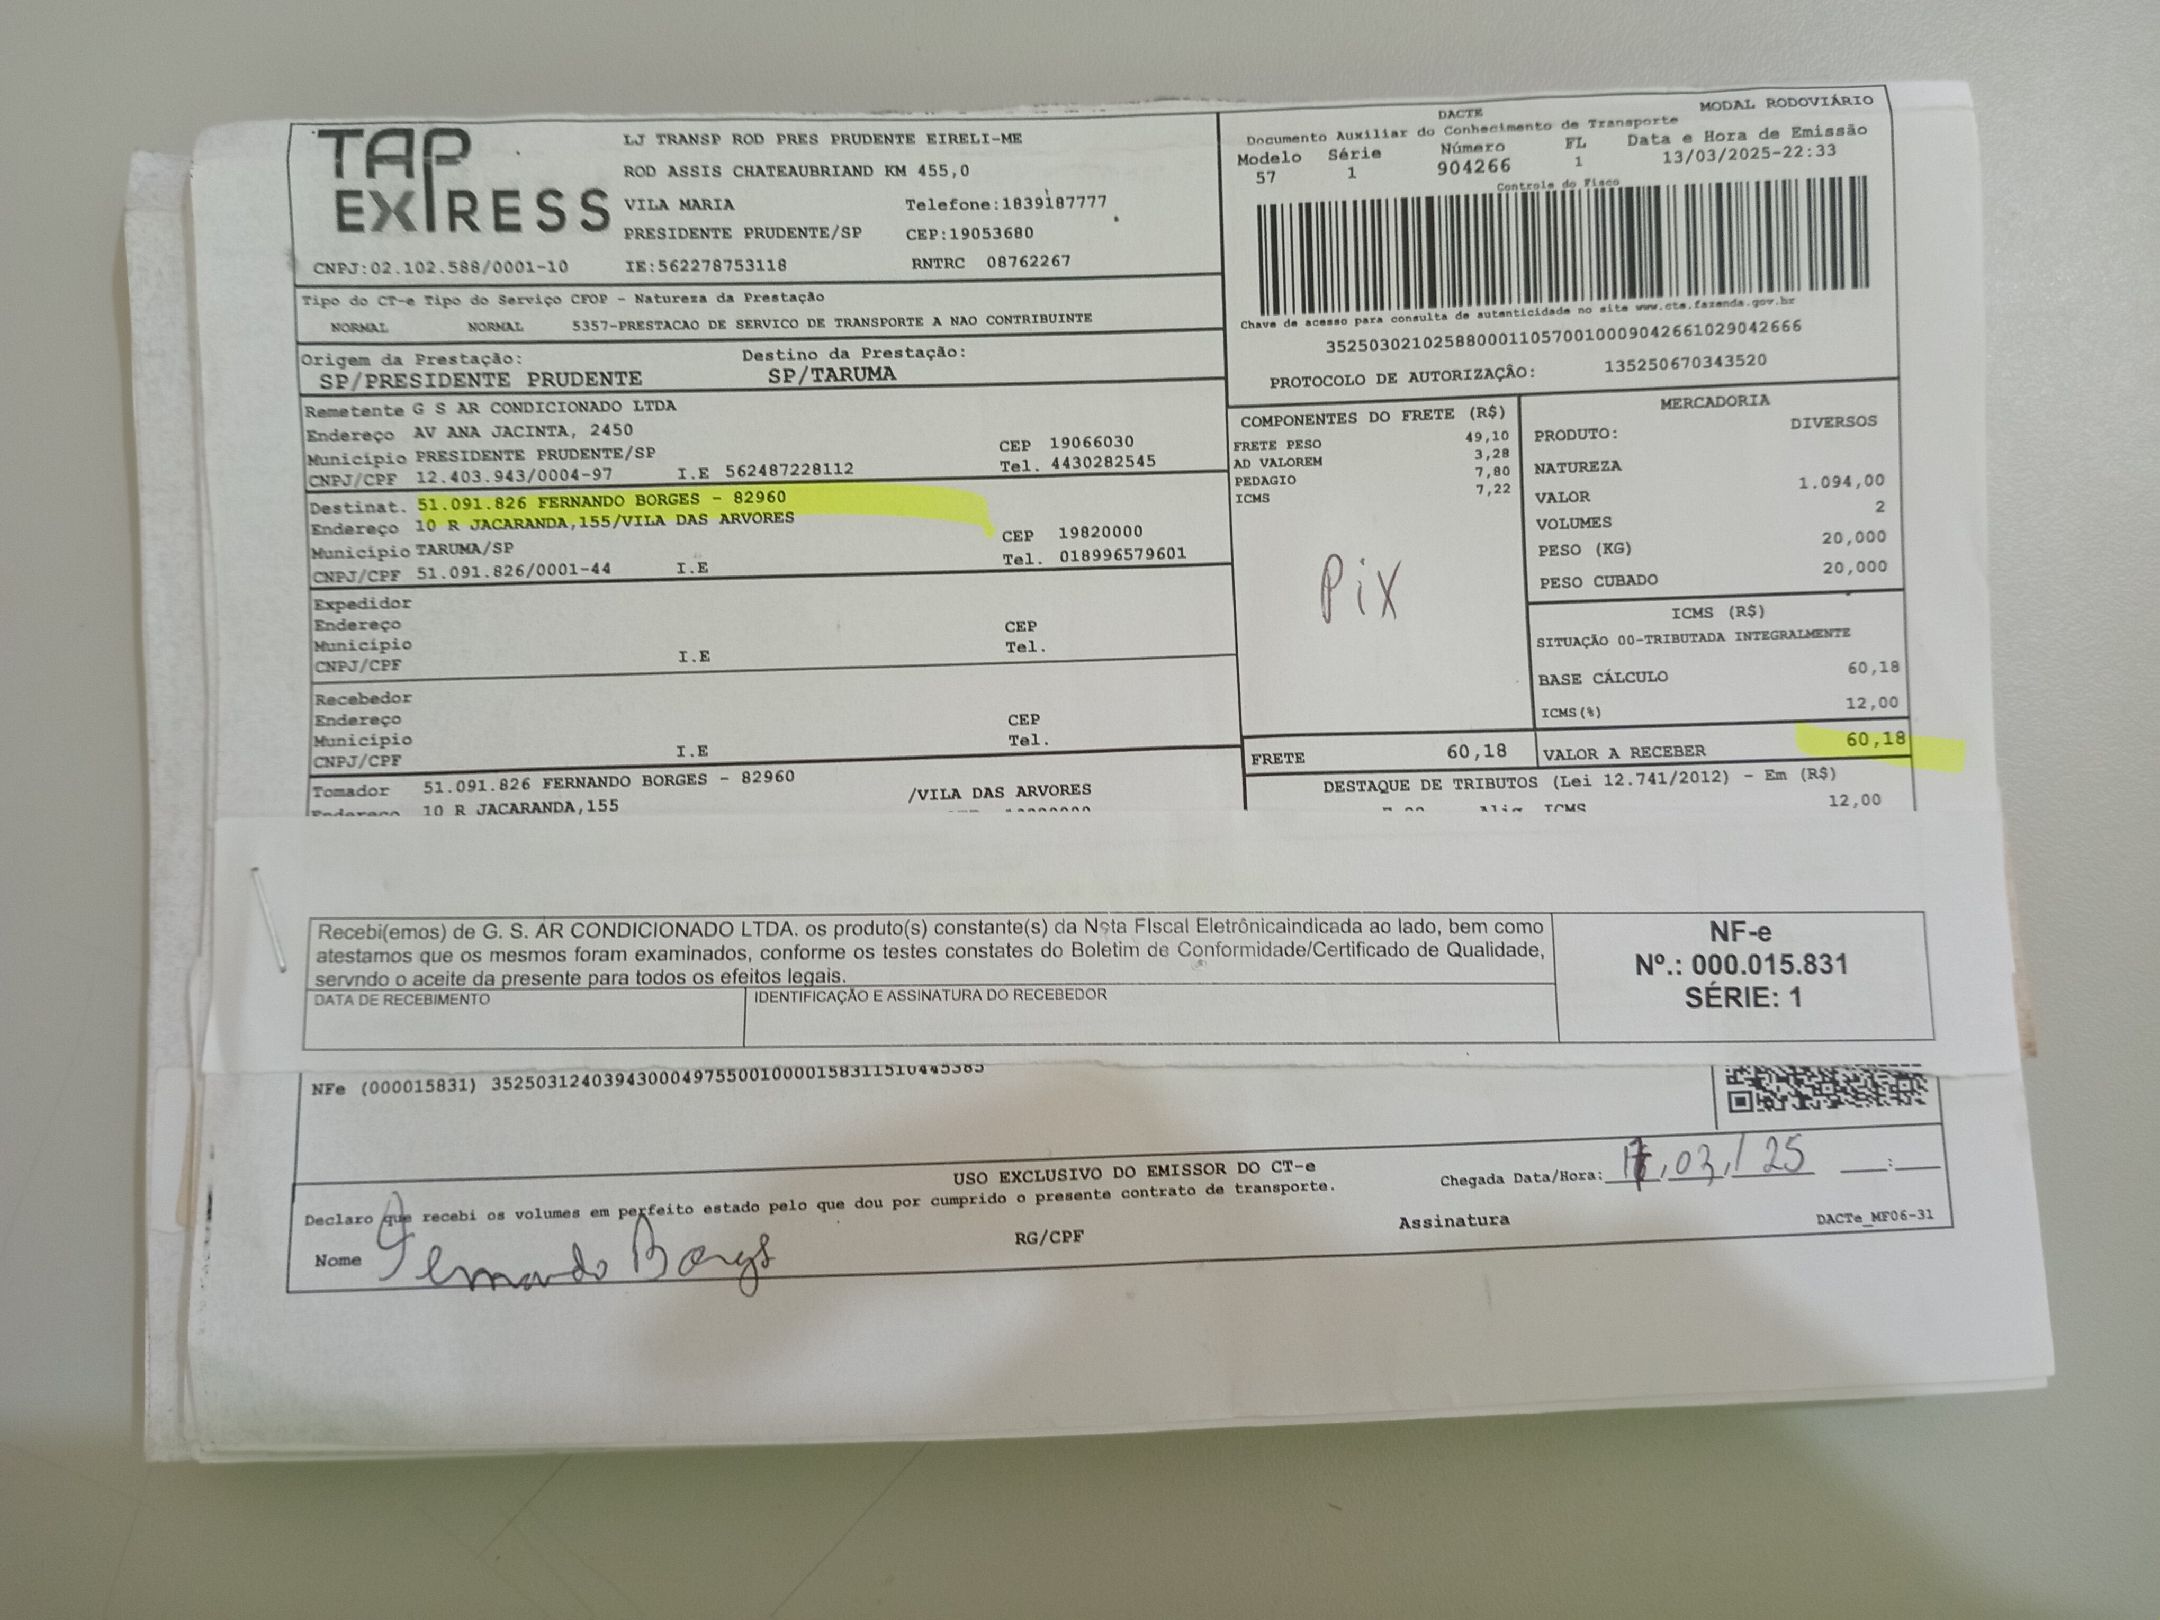 TAP EXPRESS
LJ TRANSP ROD PRES PRUDENTE EIRELI-ME
ROD ASSIS CHATEAUBRIAND KM 455,0
VILA MARIA Telefone:1839187777
PRESIDENTE PRUDENTE/SP CEP:19053680
CNPJ:02.102.588/0001-10 IE:562278753118 RNTRC 08762267
DACTE MODAL RODOVIÁRIO
Documento Auxiliar do Conhecimento de Transporte
Modelo Série Número FL Data e Hora de Emissão
57 1 904266 1 13/03/2025-22:33
Controle do Fisco
Chave de acesso para consulta de autenticidade no site www.cte.fazenda.gov.br
35250302102588000110570010009042661029042666
PROTOCOLO DE AUTORIZAÇÃO: 135250670343520
Tipo do CT-e Tipo do Serviço CFOP - Natureza da Prestação
NORMAL NORMAL 5357-PRESTACAO DE SERVICO DE TRANSPORTE A NAO CONTRIBUINTE
Origem da Prestação: Destino da Prestação:
SP/PRESIDENTE PRUDENTE SP/TARUMA
Remetente G S AR CONDICIONADO LTDA
Endereço AV ANA JACINTA, 2450
Município PRESIDENTE PRUDENTE/SP CEP 19066030
CNPJ/CPF 12.403.943/0004-97 I.E 562487228112 Tel. 4430282545
Destinat. 51.091.826 FERNANDO BORGES - 82960
Endereço 10 R JACARANDA,155/VILA DAS ARVORES
Município TARUMA/SP CEP 19820000
CNPJ/CPF 51.091.826/0001-44 I.E Tel. 018996579601
Expedidor
Endereço
Município CEP
CNPJ/CPF I.E Tel.
Recebedor
Endereço
Município CEP
CNPJ/CPF I.E Tel.
Tomador 51.091.826 FERNANDO BORGES - 82960
Endereço 10 R JACARANDA,155 /VILA DAS ARVORES
COMPONENTES DO FRETE (R$)
FRETE PESO 49,10
AD VALOREM 3,28
PEDAGIO 7,80
ICMS 7,22
Pix
FRETE 60,18
MERCADORIA
PRODUTO: DIVERSOS
NATUREZA
VALOR 1.094,00
VOLUMES 2
PESO (KG) 20,000
PESO CUBADO 20,000
ICMS (R$)
SITUAÇÃO 00-TRIBUTADA INTEGRALMENTE
BASE CÁLCULO 60,18
ICMS(%) 12,00
VALOR A RECEBER 60,18
DESTAQUE DE TRIBUTOS (Lei 12.741/2012) - Em (R$)
Aliq ICMS 12,00
Recebi(emos) de G. S. AR CONDICIONADO LTDA. os produto(s) constante(s) da Nota FIscal Eletrônicaindicada ao lado, bem como
atestamos que os mesmos foram examinados, conforme os testes constates do Boletim de Conformidade/Certificado de Qualidade,
servndo o aceite da presente para todos os efeitos legais.
DATA DE RECEBIMENTO IDENTIFICAÇÃO E ASSINATURA DO RECEBEDOR
NF-e
Nº.: 000.015.831
SÉRIE: 1
NFe (000015831) 35250312403943000497550010000158311510445385
USO EXCLUSIVO DO EMISSOR DO CT-e
Chegada Data/Hora: 17,03,/25 __:__
Declaro que recebi os volumes em perfeito estado pelo que dou por cumprido o presente contrato de transporte.
Nome Fernando Borges RG/CPF Assinatura DACTe_MF06-31